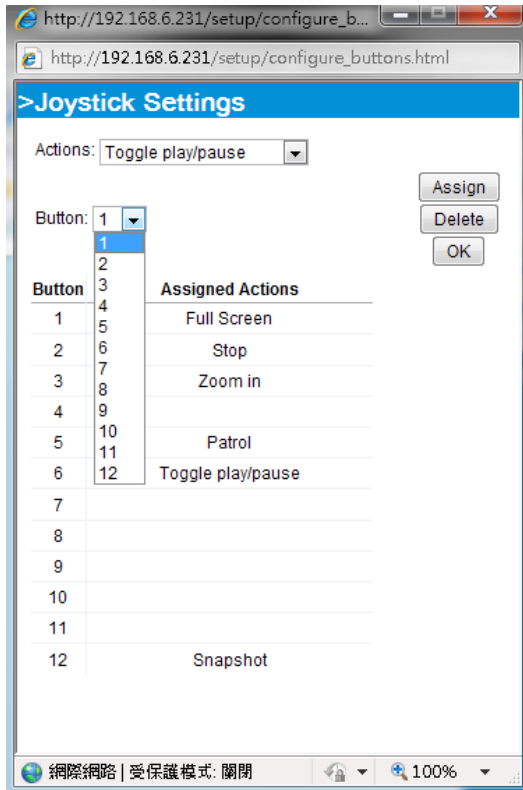 http://192.168.6.231/setup/configure_b...
http://192.168.6.231/setup/configure_buttons.html
>Joystick Settings
Actions: Toggle play/pause
Assign
Button: 1
Delete
OK
1
2
3
4
5
6
7
8
9
10
11
12
Button Assigned Actions
1 Full Screen
2 Stop
3 Zoom in
4
5 Patrol
6 Toggle play/pause
7
8
9
10
11
12 Snapshot
網際網路 | 受保護模式: 關閉
100%